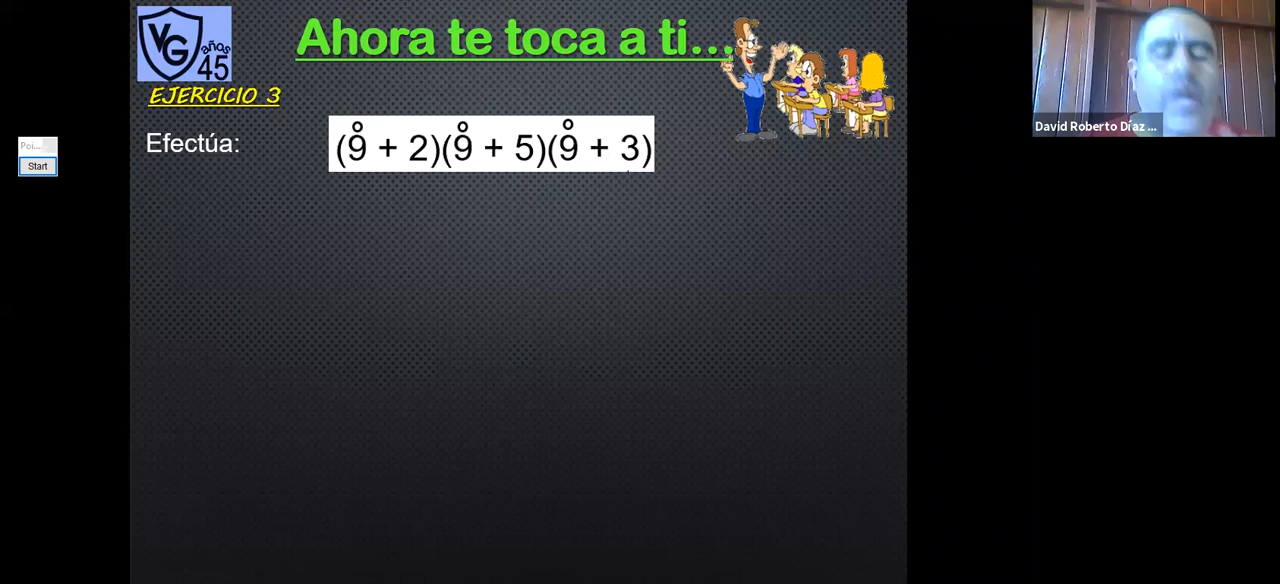 VG años 45
Ahora te toca a ti...
EJERCICIO 3
Efectúa:
(9̊ + 2)(9̊ + 5)(9̊ + 3)
Poi...
Start
David Roberto Díaz ...